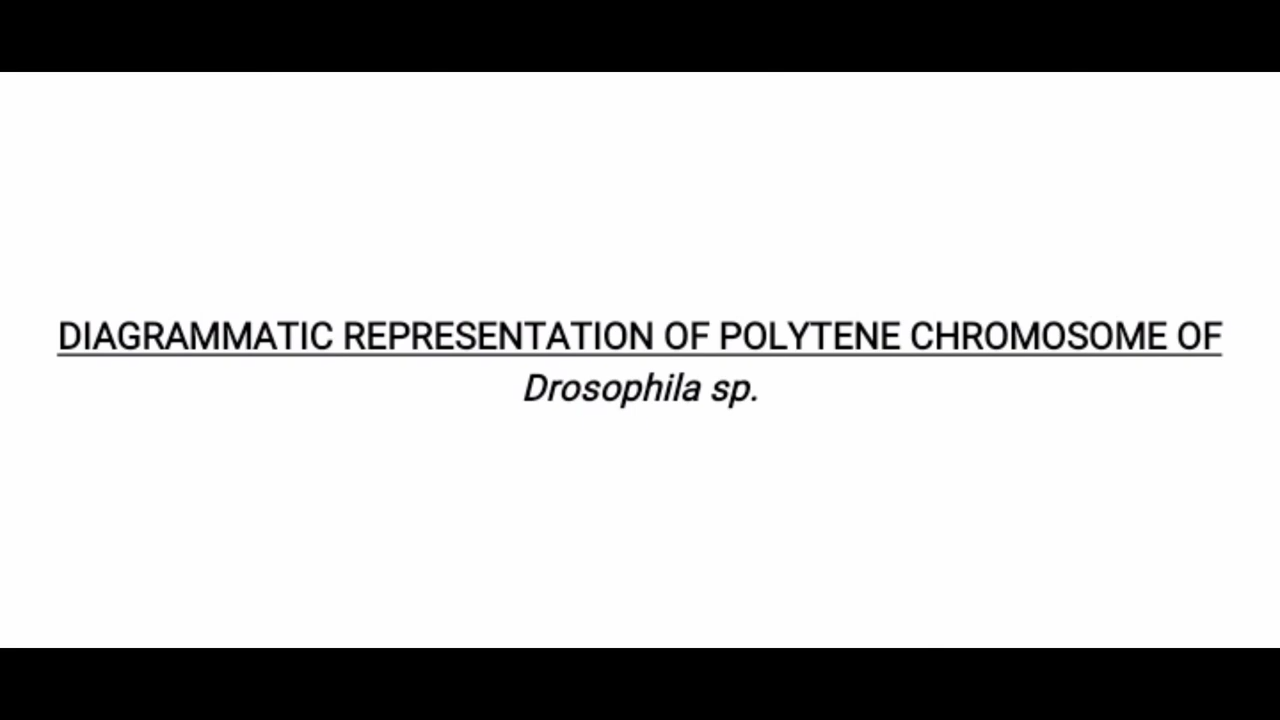 DIAGRAMMATIC REPRESENTATION OF POLYTENE CHROMOSOME OF
Drosophila sp.